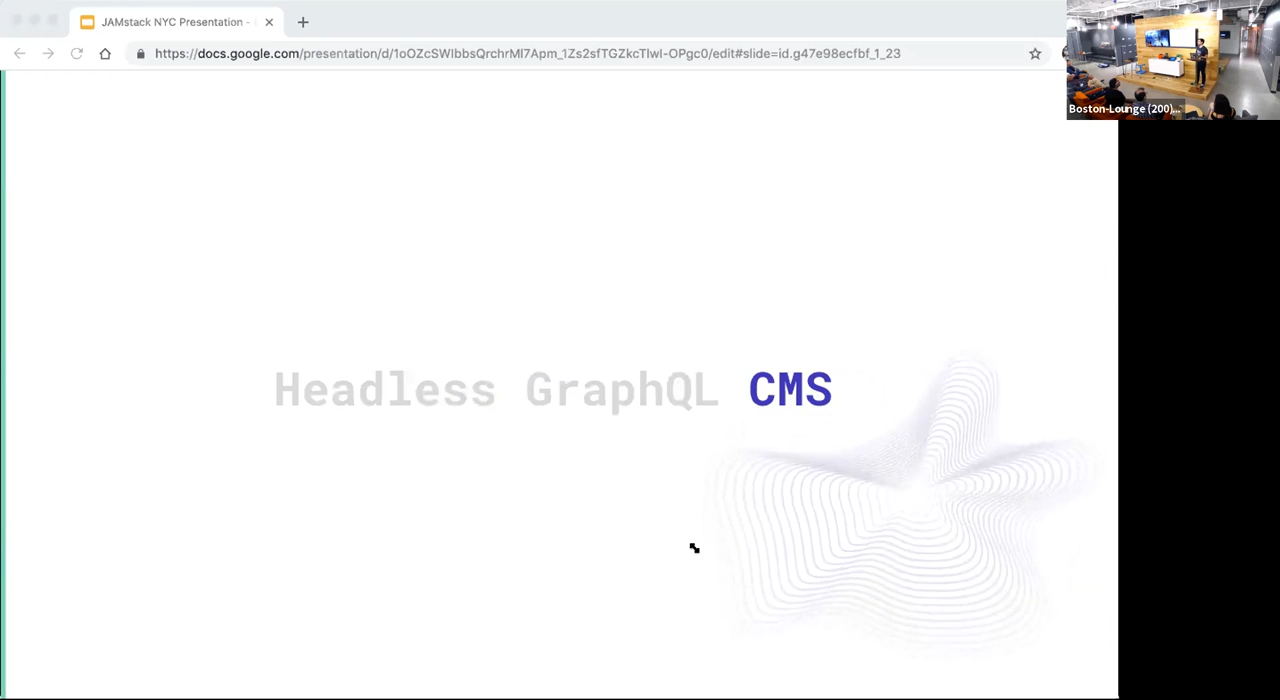 JAMstack NYC Presentation -
https://docs.google.com/presentation/d/1oOZcSWlbbsQrchrMl7Apm_1Zs2sfTGZkcTlwI-OPgc0/edit#slide=id.g47e98ecfbf_1_23
Boston-Lounge (200)...
Headless GraphQL CMS